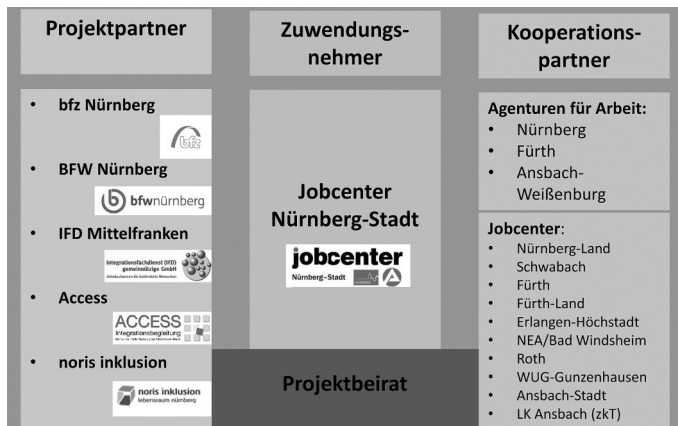 Projektpartner
• bfz Nürnberg
bfz
• BFW Nürnberg
bfwnürnberg
• IFD Mittelfranken
Integrationsfachdienst (IFD)
gemeinnützige GmbH
• Access
ACCESS
Integrationsbegleitung
• noris inklusion
noris inklusion
lebensraum nürnberg
Zuwendungs-
nehmer
Jobcenter
Nürnberg-Stadt
jobcenter
Nürnberg-Stadt
Projektbeirat
Kooperations-
partner
Agenturen für Arbeit:
• Nürnberg
• Fürth
• Ansbach-
Weißenburg
Jobcenter:
• Nürnberg-Land
• Schwabach
• Fürth
• Fürth-Land
• Erlangen-Höchstadt
• NEA/Bad Windsheim
• Roth
• WUG-Gunzenhausen
• Ansbach-Stadt
• LK Ansbach (zkT)